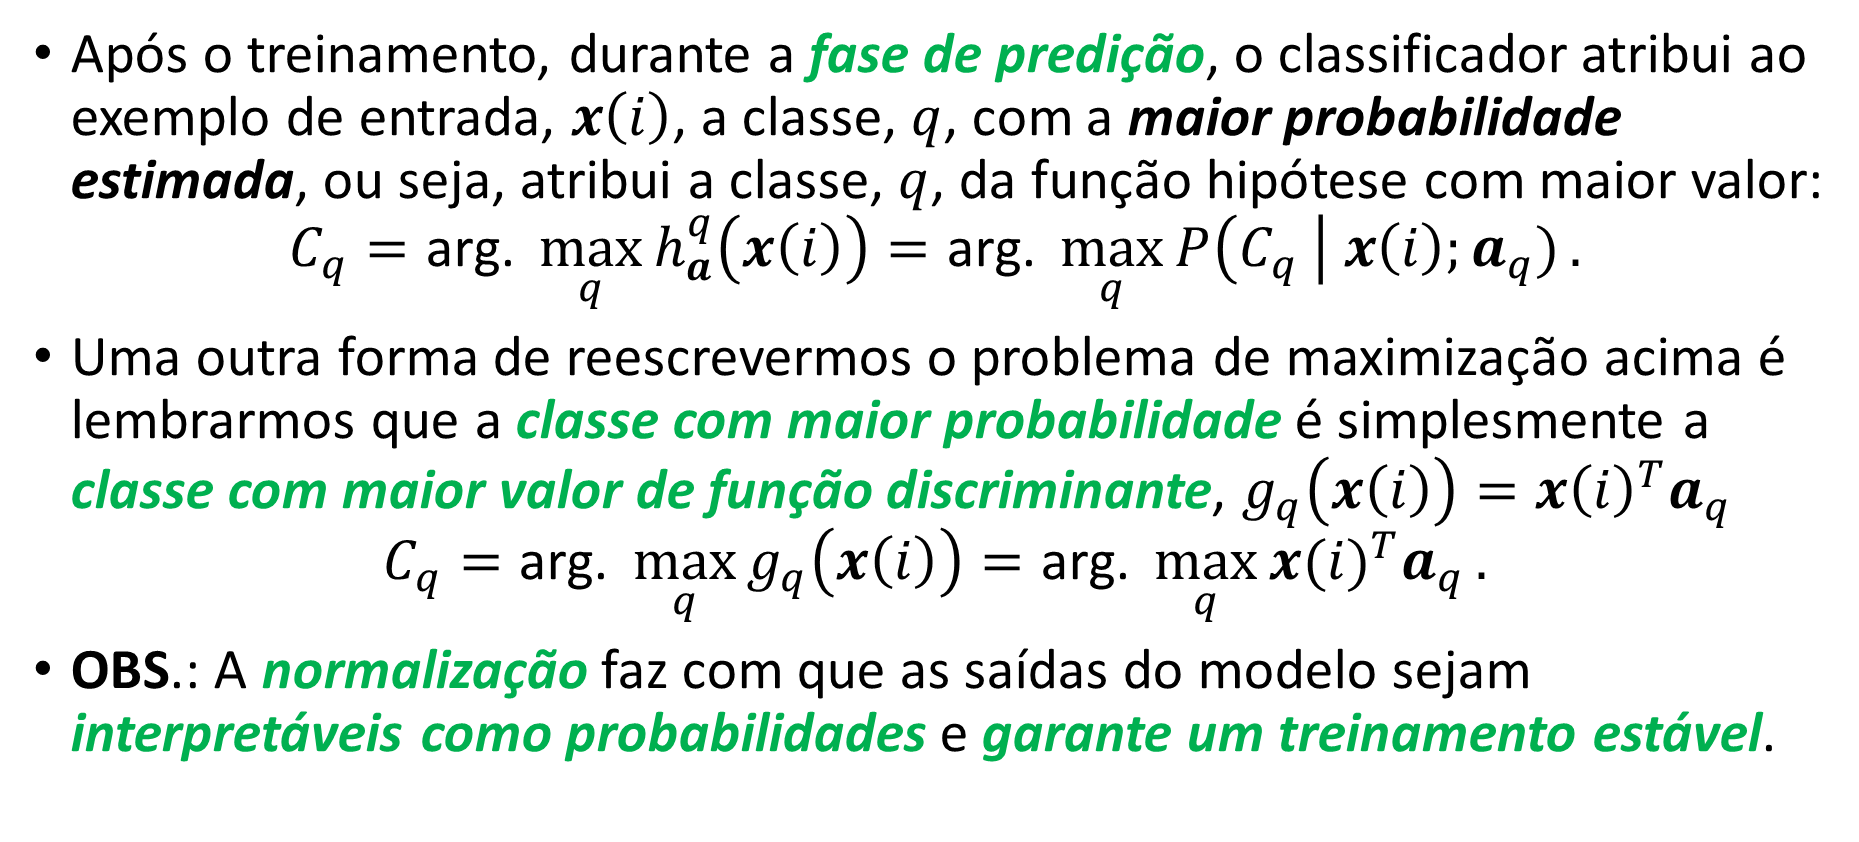 • Após o treinamento, durante a fase de predição, o classificador atribui ao
exemplo de entrada, 𝒙(𝑖), a classe, 𝑞, com a maior probabilidade
estimada, ou seja, atribui a classe, 𝑞, da função hipótese com maior valor:
C_q = arg. max_q h_a^q(x(i)) = arg. max_q P(C_q | x(i); a_q) .
• Uma outra forma de reescrevermos o problema de maximização acima é
lembrarmos que a classe com maior probabilidade é simplesmente a
classe com maior valor de função discriminante, g_q(x(i)) = x(i)^T a_q
C_q = arg. max_q g_q(x(i)) = arg. max_q x(i)^T a_q .
• OBS.: A normalização faz com que as saídas do modelo sejam
interpretáveis como probabilidades e garante um treinamento estável.